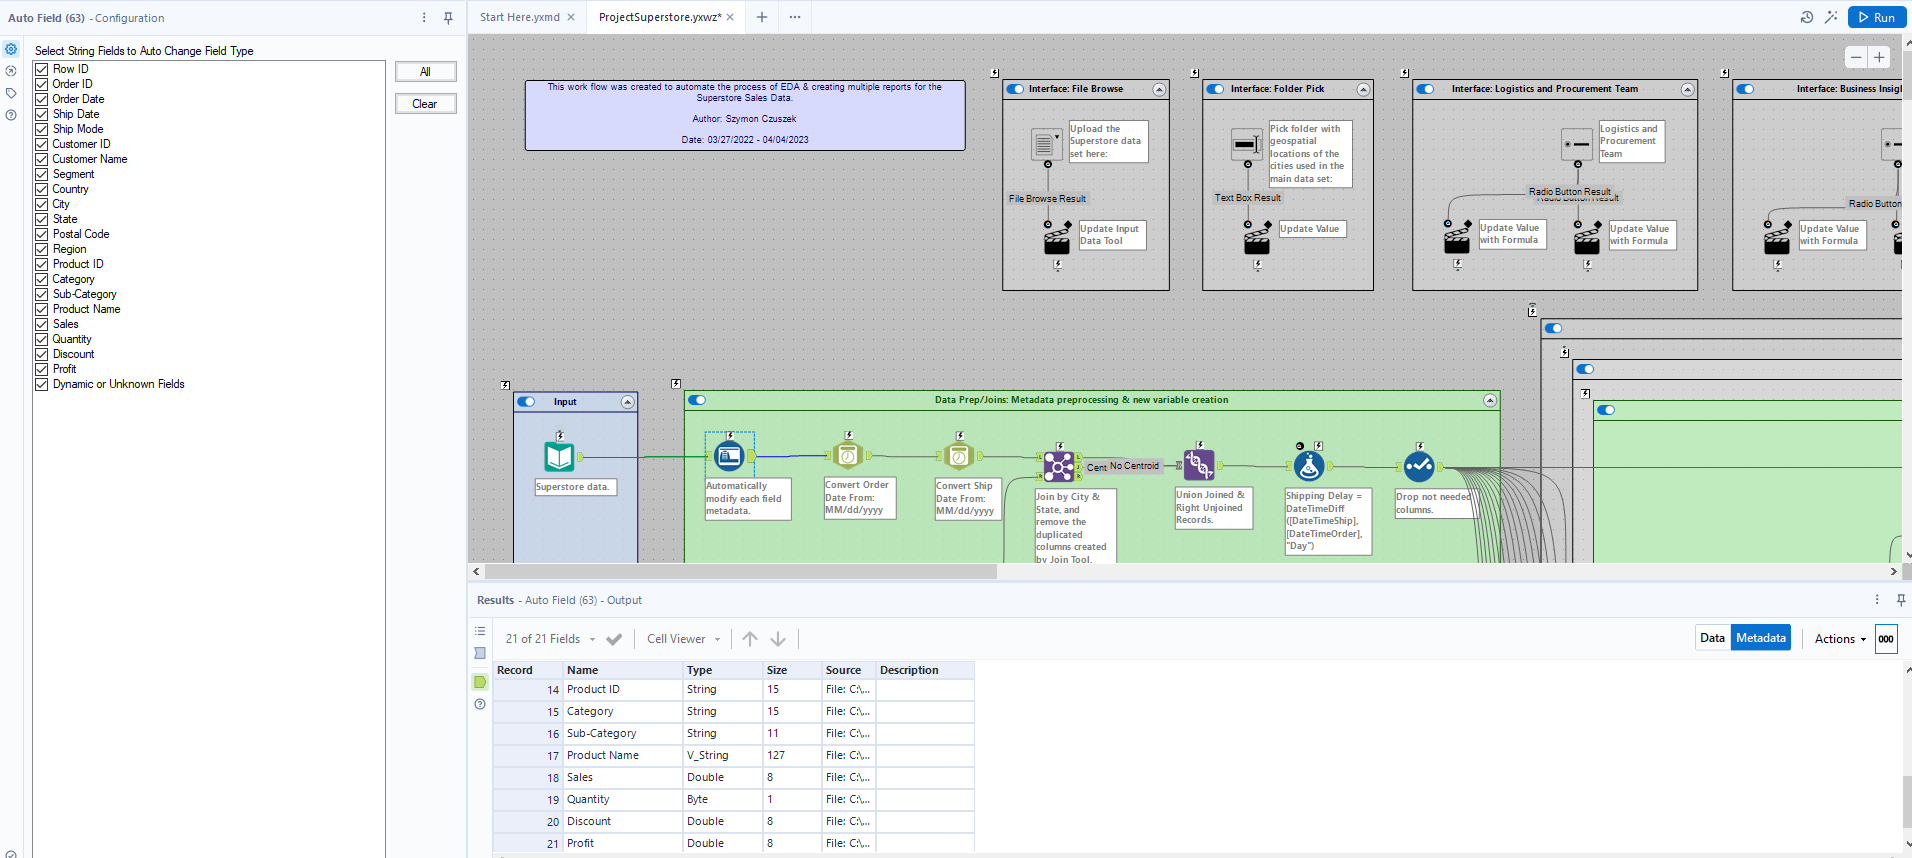 Auto Field (63) - Configuration
Select String Fields to Auto Change Field Type
Row ID
Order ID
Order Date
Ship Date
Ship Mode
Customer ID
Customer Name
Segment
Country
City
State
Postal Code
Region
Product ID
Category
Sub-Category
Product Name
Sales
Quantity
Discount
Profit
Dynamic or Unknown Fields
All
Clear
Start Here.yxmd
ProjectSuperstore.yxwz*
Run
This work flow was created to automate the process of EDA & creating multiple reports for the
Superstore Sales Data.
Author: Szymon Czuszek
Date: 03/27/2022 - 04/04/2023
Interface: File Browse
Upload the
Superstore data
set here:
File Browse Result
Update Input
Data Tool
Interface: Folder Pick
Pick folder with
geospatial
locations of the
cities used in the
main data set:
Text Box Result
Update Value
Interface: Logistics and Procurement Team
Logistics and
Procurement
Team
Radio Button Result
Radio Button Result
Update Value
with Formula
Update Value
with Formula
Interface: Business Insigh
Radio Button
Update Value
with Formula
Input
Superstore data.
Data Prep/Joins: Metadata preprocessing & new variable creation
Automatically
modify each field
metadata.
Convert Order
Date From:
MM/dd/yyyy
Convert Ship
Date From:
MM/dd/yyyy
Cent
No Centroid
Join by City &
State, and
remove the
duplicated
columns created
by Join Tool.
Union Joined &
Right Unjoined
Records.
Shipping Delay =
DateTimeDiff
([DateTimeShip],
[DateTimeOrder],
"Day")
Drop not needed
columns.
Results - Auto Field (63) - Output
21 of 21 Fields
Cell Viewer
Data
Metadata
Actions
000
Record Name Type Size Source Description
14 Product ID String 15 File: C:\...
15 Category String 15 File: C:\...
16 Sub-Category String 11 File: C:\...
17 Product Name V_String 127 File: C:\...
18 Sales Double 8 File: C:\...
19 Quantity Byte 1 File: C:\...
20 Discount Double 8 File: C:\...
21 Profit Double 8 File: C:\...